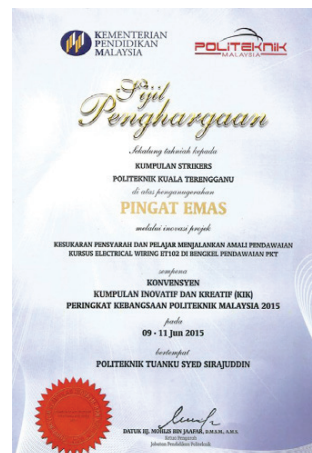 KEMENTERIAN
PENDIDIKAN
MALAYSIA
POLITEKNIK
MALAYSIA
Sijil
Penghargaan
Sekalung tahniah kepada
KUMPULAN STRIKERS
POLITEKNIK KUALA TERENGGANU
di atas penganugerahan
PINGAT EMAS
melalui inovasi projek
KESUKARAN PENSYARAH DAN PELAJAR MENJALANKAN AMALI PENDAWAIAN
KURSUS ELECTRICAL WIRING ET102 DI BENGKEL PENDAWAIAN PKT
sempena
KONVENSYEN
KUMPULAN INOVATIF DAN KREATIF (KIK)
PERINGKAT KEBANGSAAN POLITEKNIK MALAYSIA 2015
pada
09 - 11 Jun 2015
bertempat
POLITEKNIK TUANKU SYED SIRAJUDDIN
DATUK HJ. MOHLIS BIN JAAFAR, D.M.S.M., A.M.S.
Ketua Pengarah
Jabatan Pendidikan Politeknik